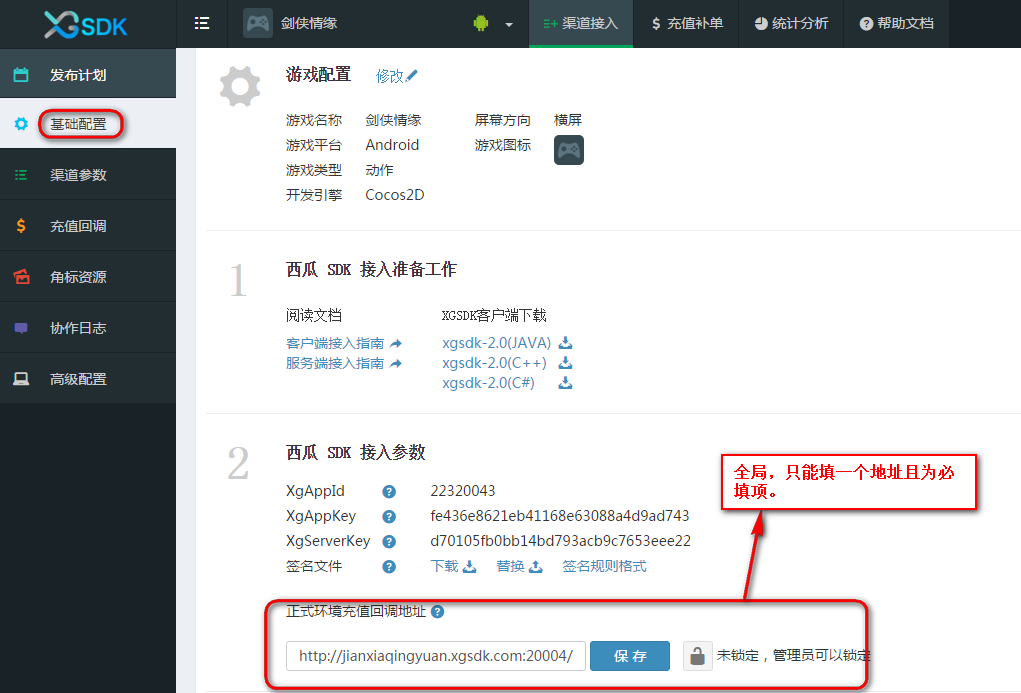 XGSDK
剑侠情缘
渠道接入
$ 充值补单
统计分析
帮助文档
发布计划
基础配置
渠道参数
充值回调
角标资源
协作日志
高级配置
游戏配置 修改
游戏名称 剑侠情缘 屏幕方向 横屏
游戏平台 Android 游戏图标
游戏类型 动作
开发引擎 Cocos2D
1 西瓜 SDK 接入准备工作
阅读文档 XGSDK客户端下载
客户端接入指南 xgsdk-2.0(JAVA)
服务端接入指南 xgsdk-2.0(C++)
xgsdk-2.0(C#)
2 西瓜 SDK 接入参数
全局，只能填一个地址且为必
填项。
XgAppId 22320043
XgAppKey fe436e8621eb41168e63088a4d9ad743
XgServerKey d70105fb0bb14bd793acb9c7653eee22
签名文件 下载 替换 签名规则格式
正式环境充值回调地址
http://jianxiaqingyuan.xgsdk.com:20004/ 保 存 未锁定，管理员可以锁定